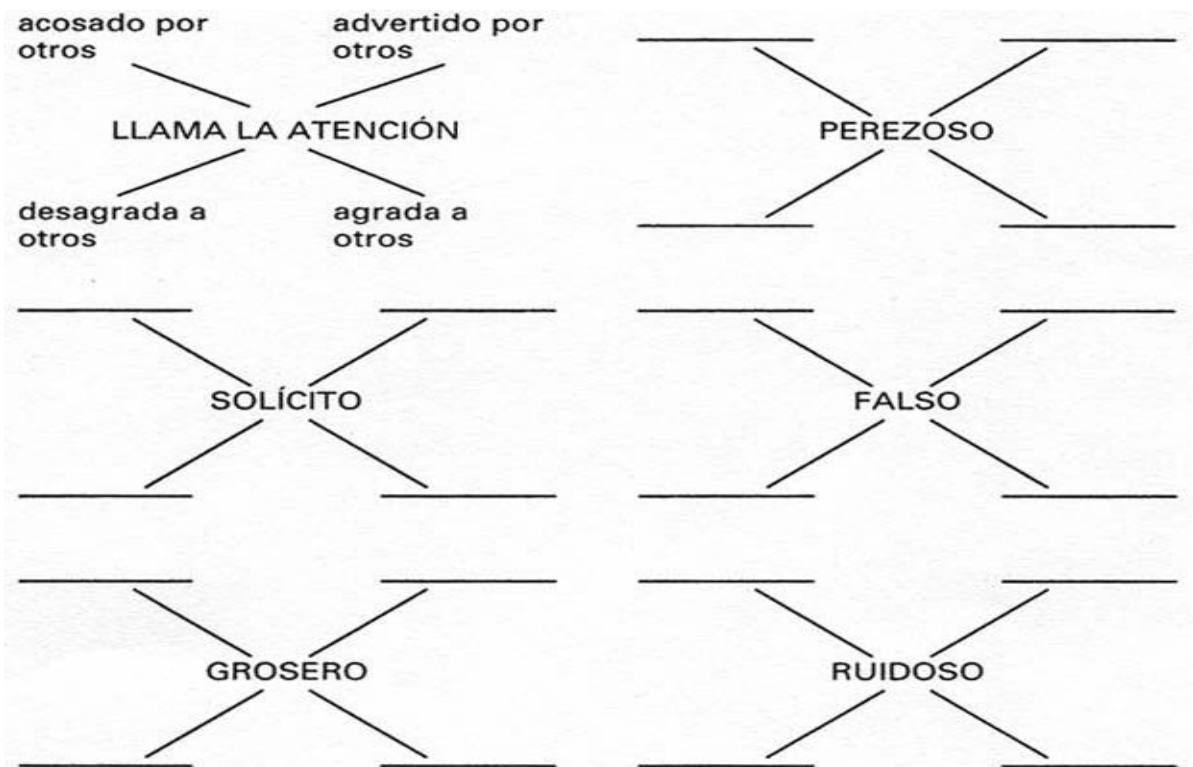 acosado por
otros
advertido por
otros
LLAMA LA ATENCIÓN
desagrada a
otros
agrada a
otros
PEREZOSO
SOLÍCITO
FALSO
GROSERO
RUIDOSO